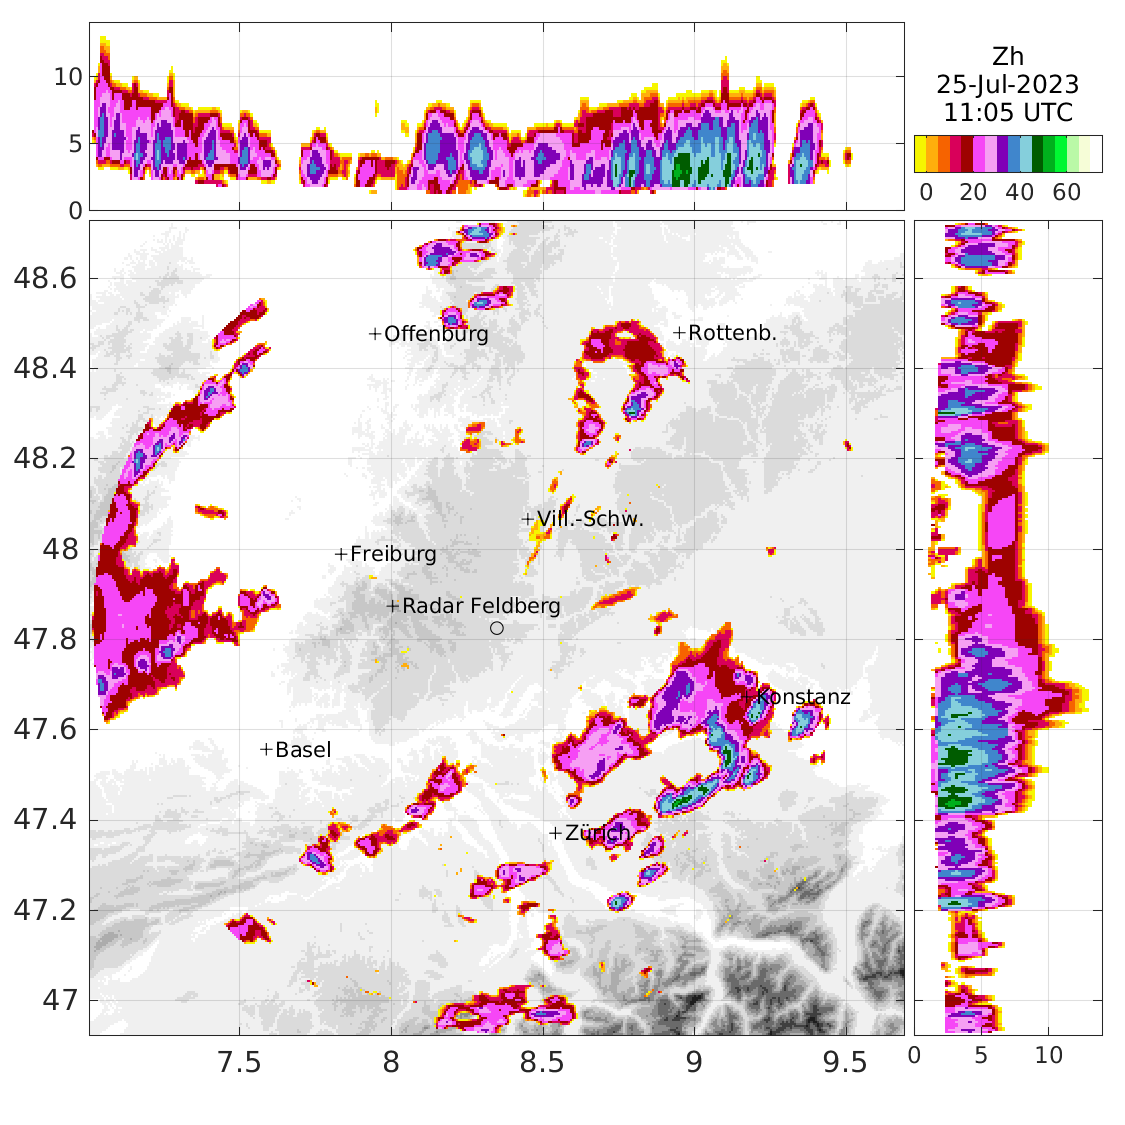 Zh
25-Jul-2023
11:05 UTC
0 20 40 60
10
5
0
48.6
48.4
48.2
48
47.8
47.6
47.4
47.2
47
+Offenburg
+Rottenb.
+Vill.-Schw.
+Freiburg
+Radar Feldberg
+Konstanz
+Basel
+Zürich
7.5 8 8.5 9 9.5
0 5 10